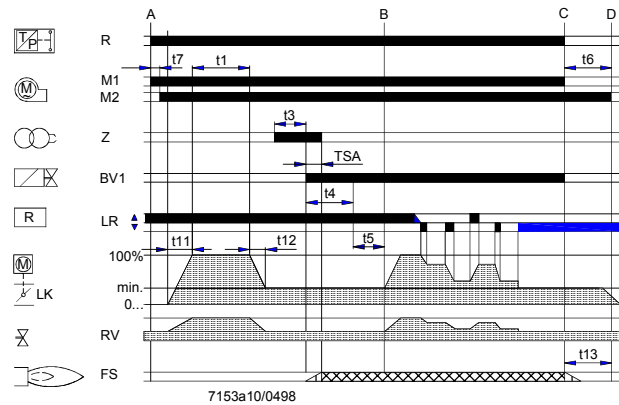 A B C D
T P
R
t7 t1 t6
M M1
M2
t3
Z
TSA
BV1
t4
R LR
t11 t12 t5
M 100%
LK min.
0...
RV
FS t13
7153a10/0498